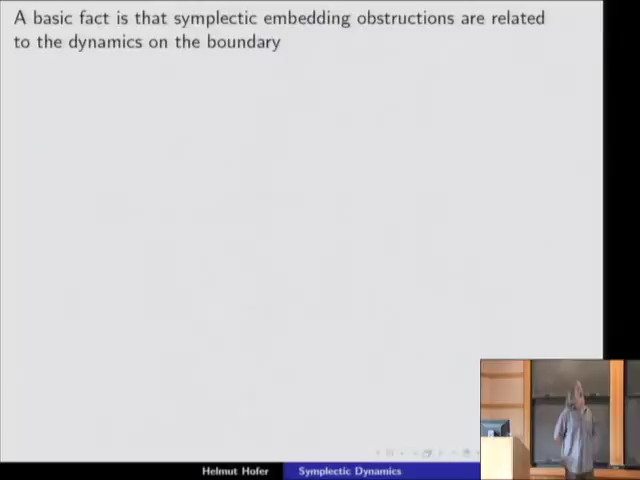 A basic fact is that symplectic embedding obstructions are related
to the dynamics on the boundary
Helmut Hofer Symplectic Dynamics